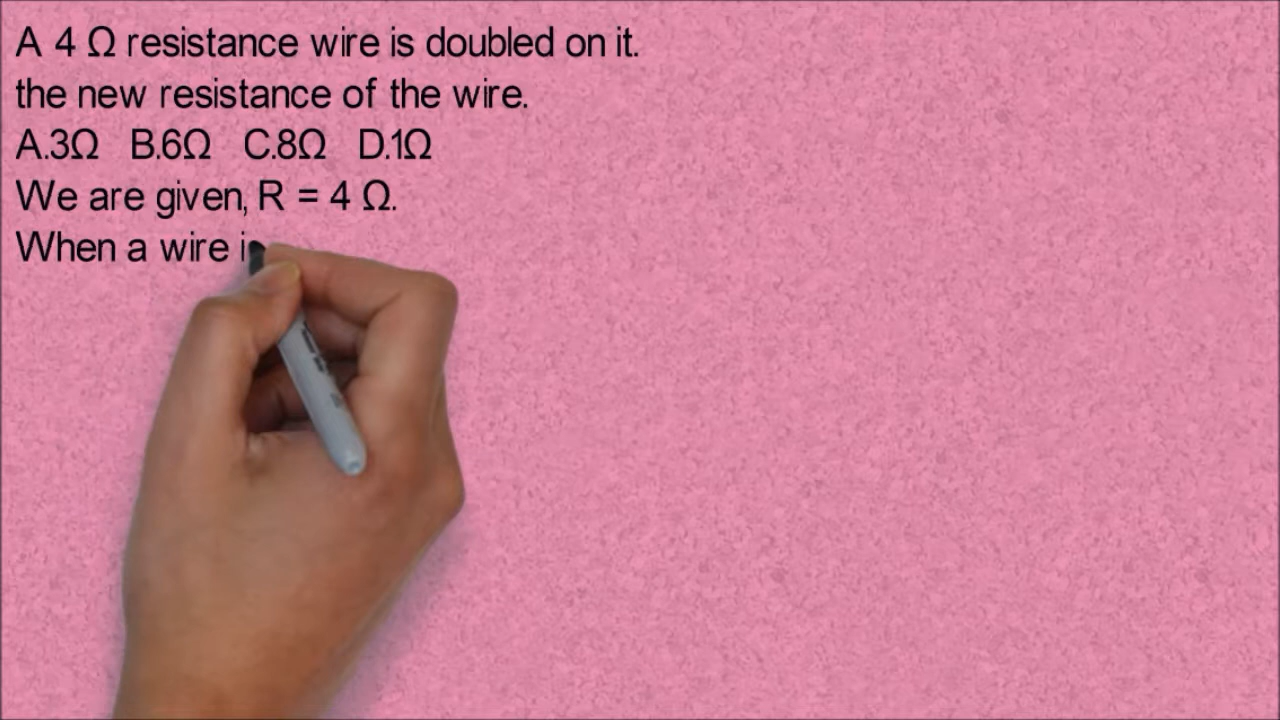 A 4 Ω resistance wire is doubled on it.
the new resistance of the wire.
A.3Ω B.6Ω C.8Ω D.1Ω
We are given, R = 4 Ω.
When a wire i